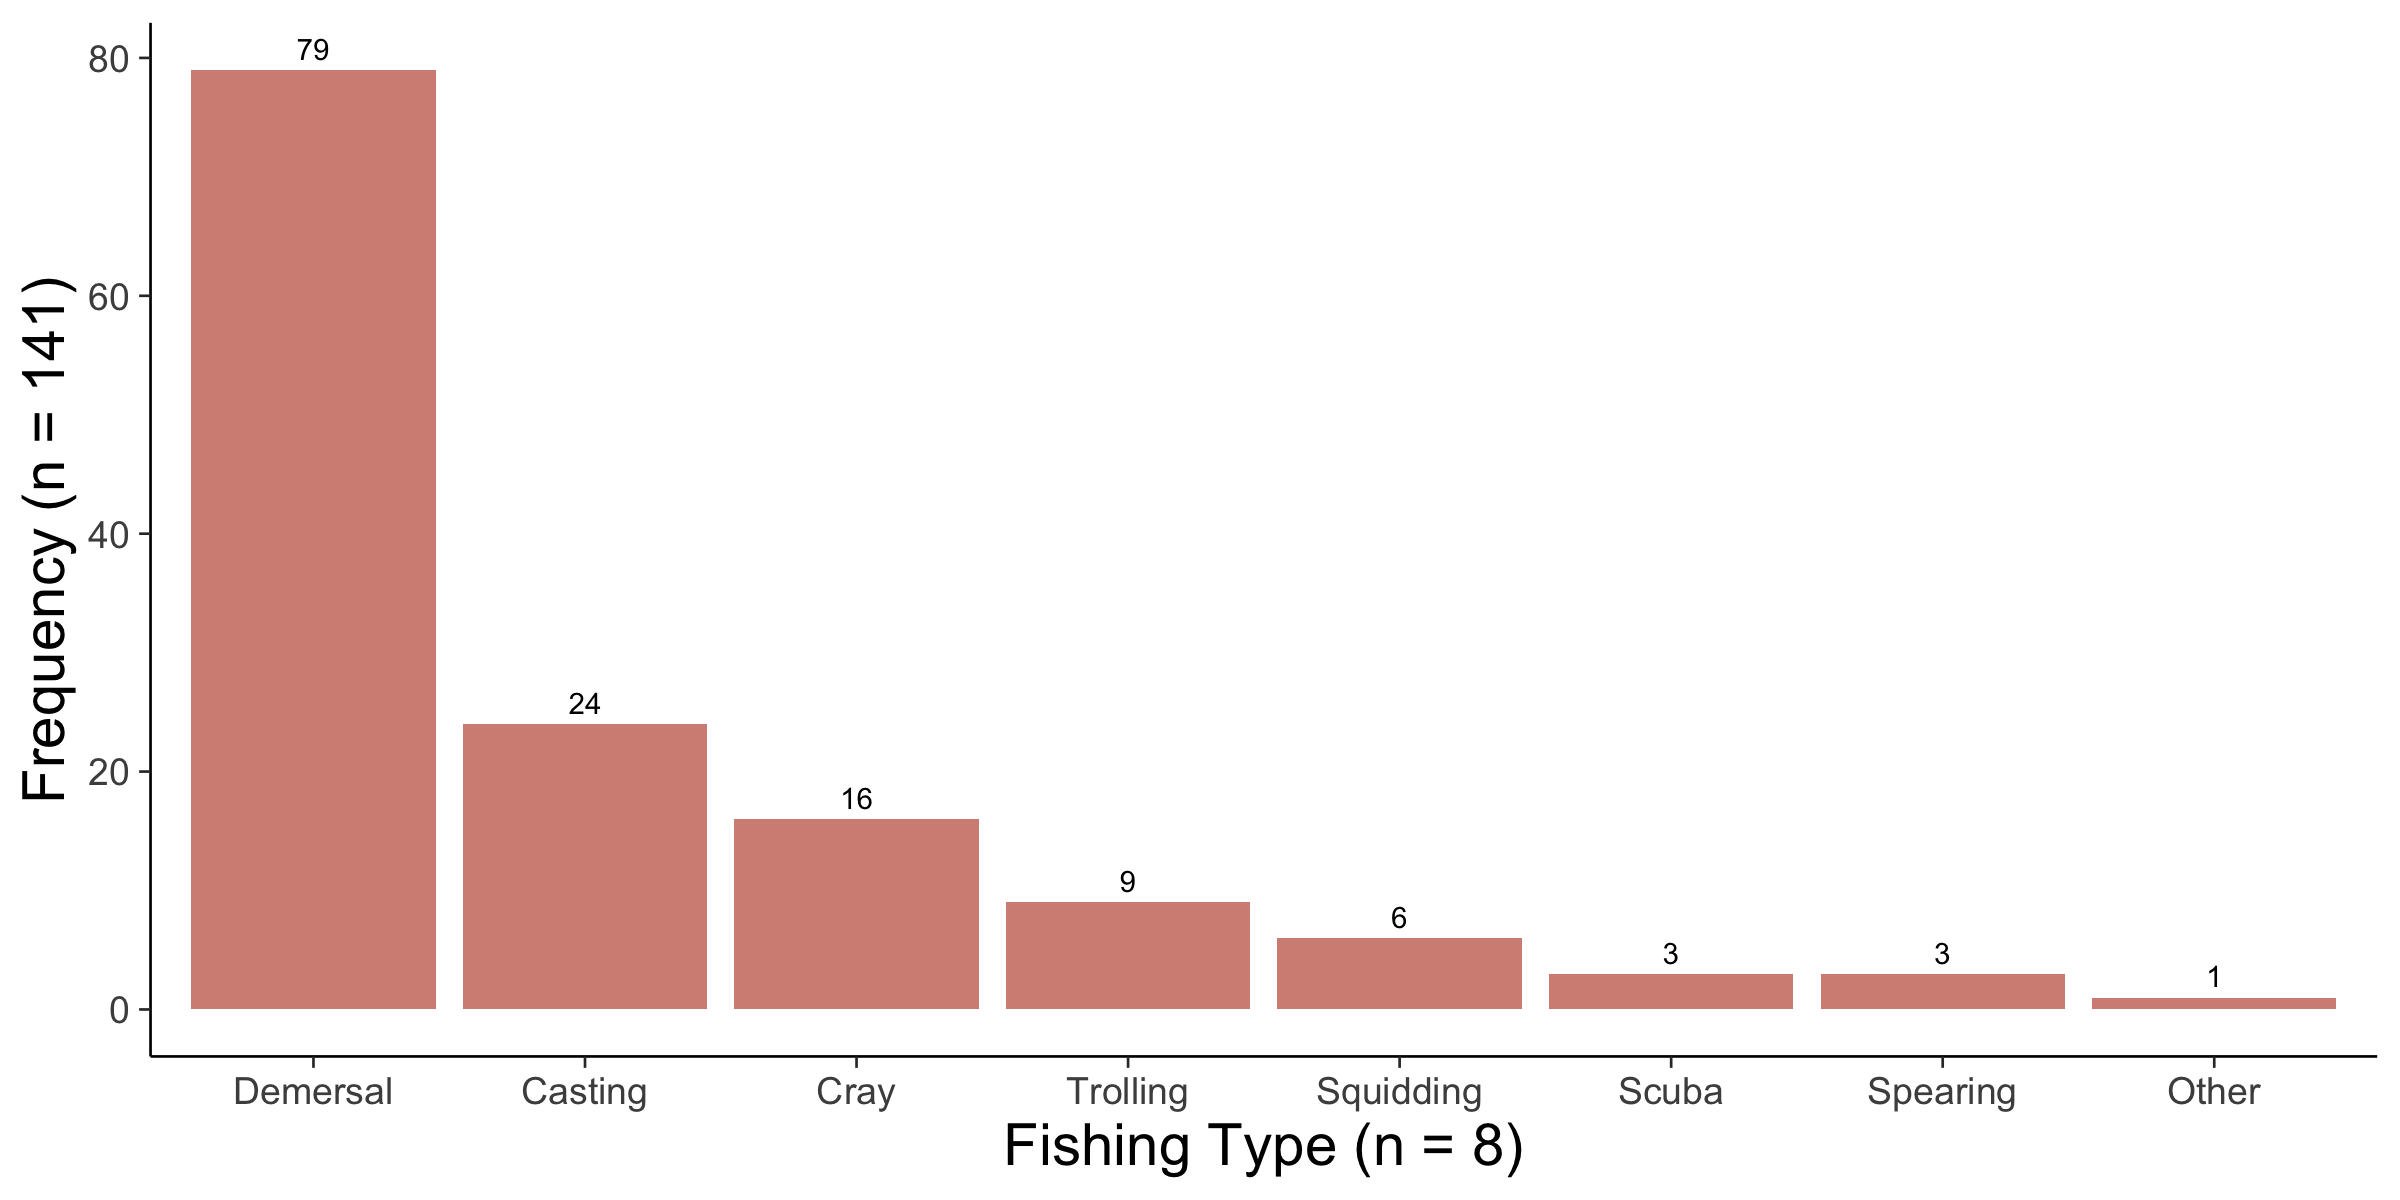 Frequency (n = 141)
80
60
40
20
0
79
24
16
9
6
3
3
1
Demersal
Casting
Cray
Trolling
Squidding
Scuba
Spearing
Other
Fishing Type (n = 8)